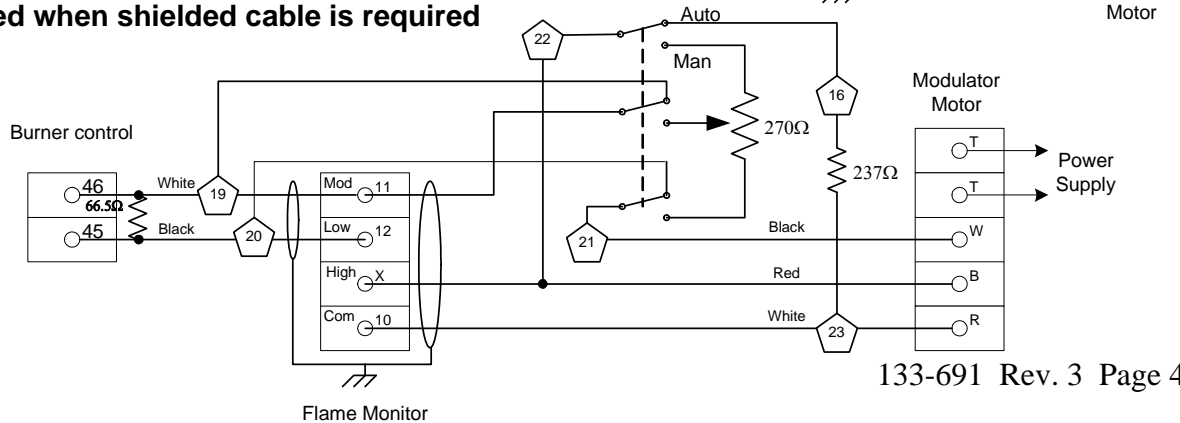 ed when shielded cable is required
Auto
Motor
22
Man
Modulator
Motor
16
Burner control
270Ω
T
Power
Supply
46
White
19
Mod
11
237Ω
T
66.5Ω
45
Black
20
Low
12
21
Black
W
High
X
Red
B
Com
10
White
23
R
133-691 Rev. 3 Page 4
Flame Monitor